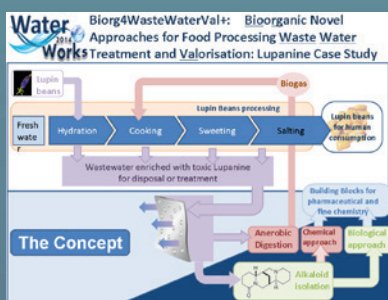 Water
2014
Works
Biorg4WasteWaterVal+: Bioorganic Novel
Approaches for Food Processing Waste Water
Treatment and Valorisation: Lupanine Case Study
Lupin
beans
Biogas
Lupin Beans processing
Fresh
wate
r
Hydration
Cooking
Sweeting
Salting
Lupin beans
for human
consumption
Wastewater enriched with toxic Lupanine
for disposal or treatment
Building Blocks for
pharmaceutical and
fine chemistry
The Concept
Anerobic
Digestion
Chemical
approach
Biological
approach
Alkaloid
isolation